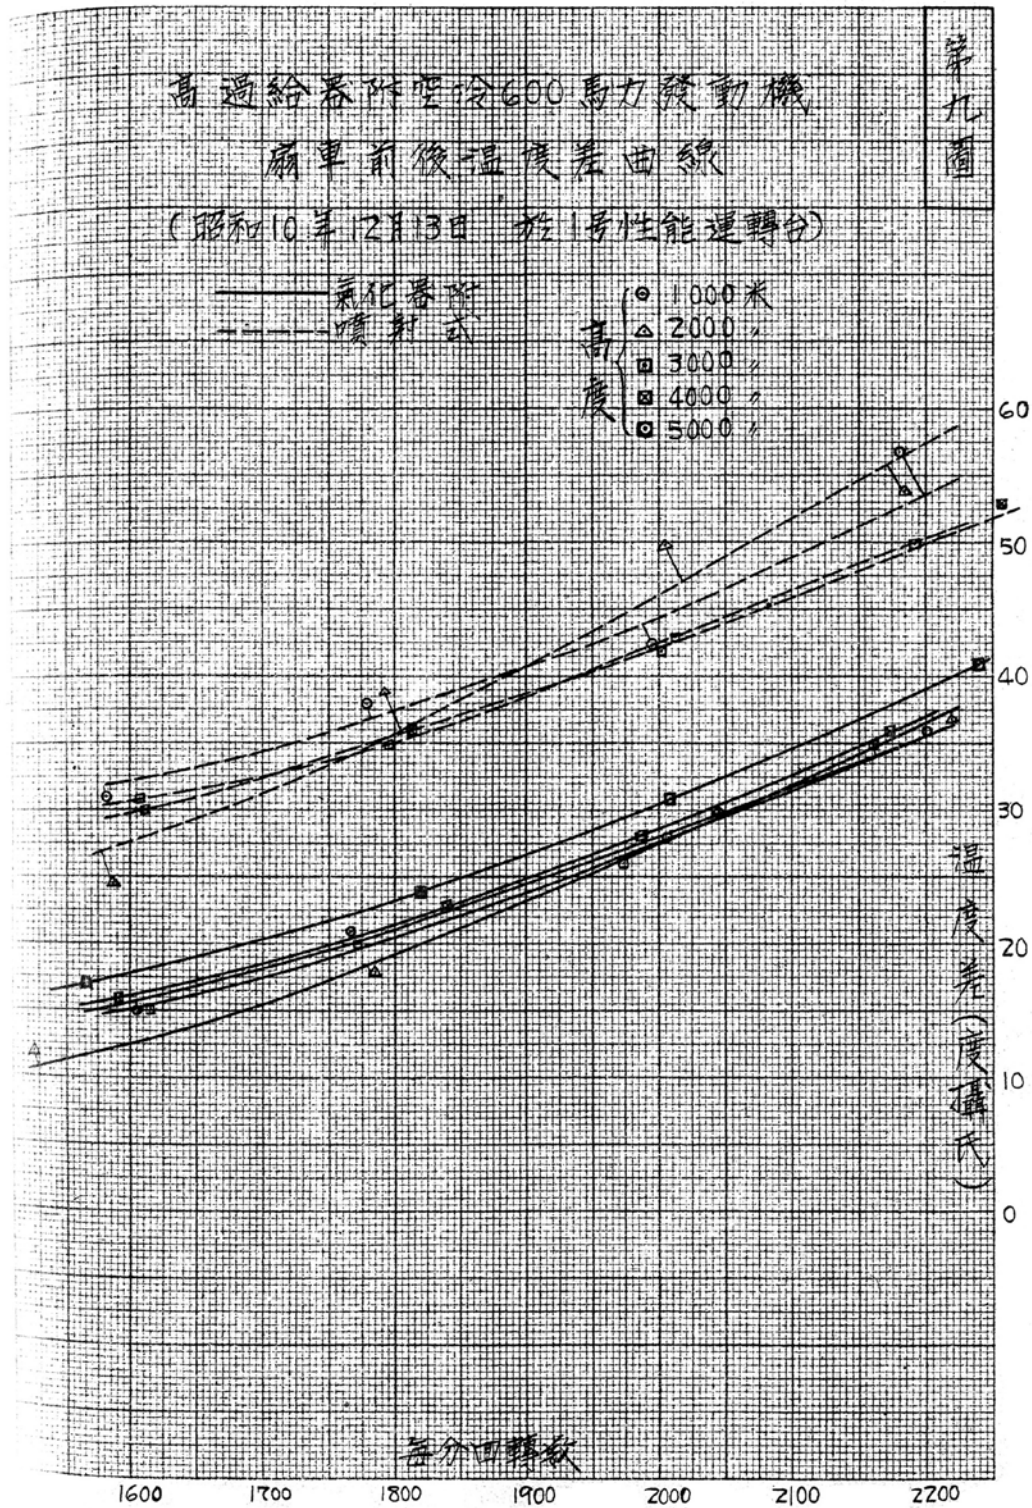 第九圖
高過給器附空冷600馬力發動機
扇車前後温度差曲線
(昭和10年12月13日 於1号性能運轉台)
氣化器附
噴射式
高度
1000米
2000〃
3000〃
4000〃
5000〃
60
50
40
30
20
10
0
温度差(度攝氏)
每分回轉数
1600 1700 1800 1900 2000 2100 2200